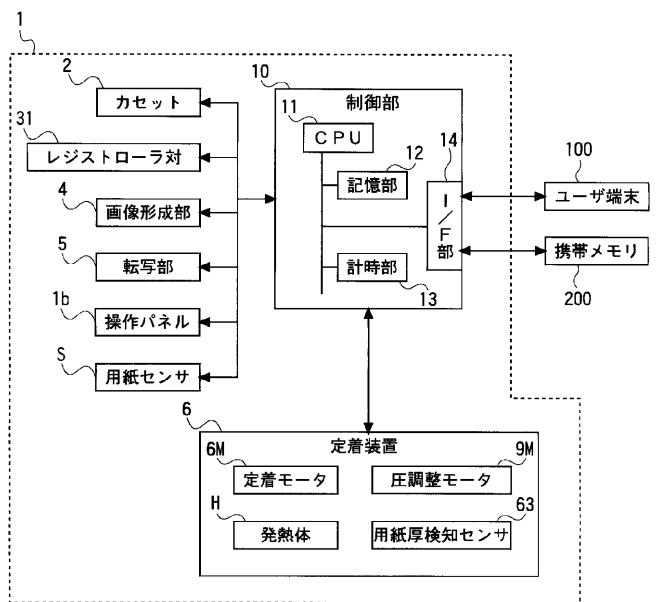 1
2
カセット
31
レジストローラ対
4
画像形成部
5
転写部
1b
操作パネル
S
用紙センサ
10
制御部
11
CPU
12
記憶部
14
I/F部
計時部
13
100
ユーザ端末
携帯メモリ
200
6
定着装置
6M
定着モータ
9M
圧調整モータ
H
発熱体
63
用紙厚検知センサ